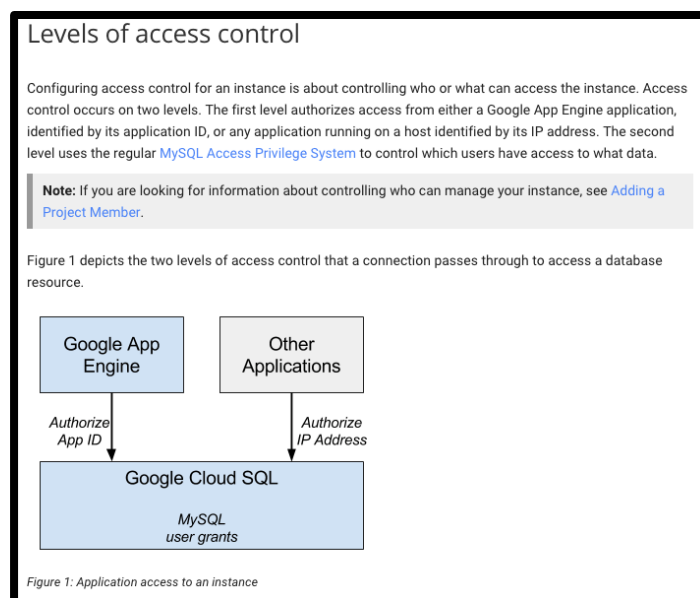 Levels of access control
Configuring access control for an instance is about controlling who or what can access the instance. Access
control occurs on two levels. The first level authorizes access from either a Google App Engine application,
identified by its application ID, or any application running on a host identified by its IP address. The second
level uses the regular MySQL Access Privilege System to control which users have access to what data.
Note: If you are looking for information about controlling who can manage your instance, see Adding a
Project Member.
Figure 1 depicts the two levels of access control that a connection passes through to access a database
resource.
Google App
Engine
Other
Applications
Authorize
App ID
Authorize
IP Address
Google Cloud SQL
MySQL
user grants
Figure 1: Application access to an instance